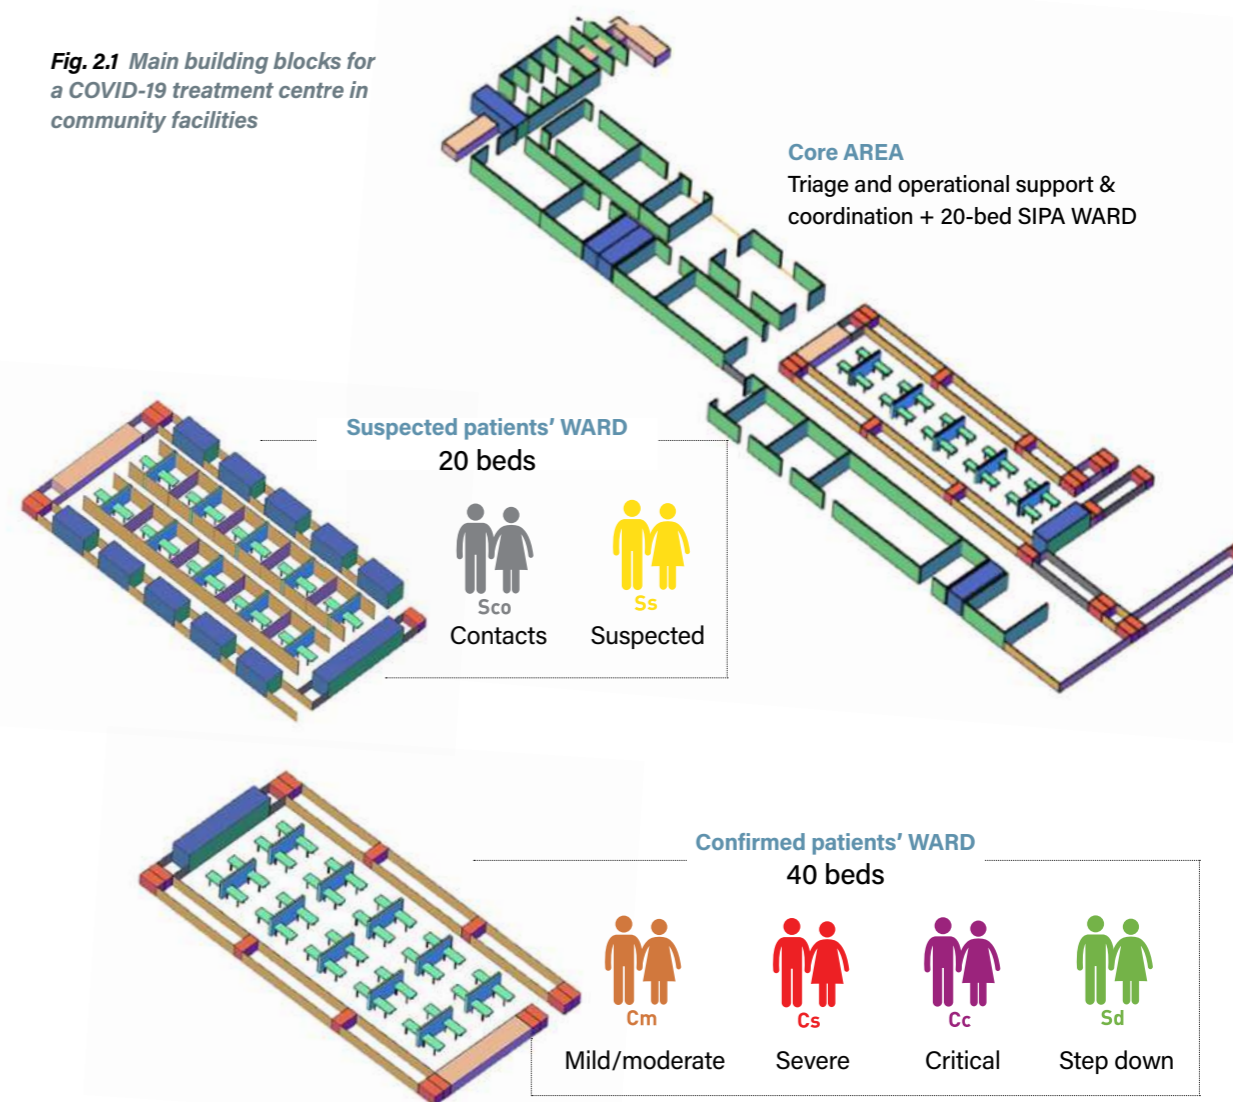 Fig. 2.1 Main building blocks for
a COVID-19 treatment centre in
community facilities
Core AREA
Triage and operational support &
coordination + 20-bed SIPA WARD
Suspected patients' WARD
20 beds
Sco
Contacts
Ss
Suspected
Confirmed patients' WARD
40 beds
Cm
Mild/moderate
Cs
Severe
Cc
Critical
Sd
Step down